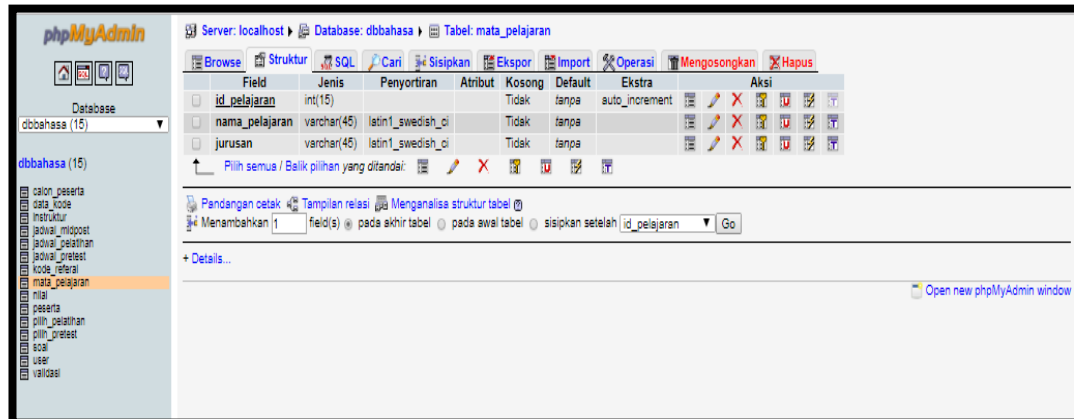 phpMyAdmin
Database
dbbahasa (15)
dbbahasa (15)
calon_peserta
data_kode
instruktur
jadwal_midpost
jadwal_pelatihan
jadwal_pretest
kode_referal
mata_pelajaran
nilai
peserta
pilih_pelatihan
pilih_pretest
soal
user
validasi
Server: localhost Database: dbbahasa Tabel: mata_pelajaran
Browse Struktur SQL Cari Sisipkan Ekspor Import Operasi Mengosongkan Hapus
Field Jenis Penyortiran Atribut Kosong Default Ekstra Aksi
id_pelajaran int(15) Tidak tanpa auto_increment
nama_pelajaran varchar(45) latin1_swedish_ci Tidak tanpa
jurusan varchar(45) latin1_swedish_ci Tidak tanpa
Pilih semua / Balik pilihan yang ditandai:
Pandangan cetak Tampilan relasi Menganalisa struktur tabel
Menambahkan 1 field(s) pada akhir tabel pada awal tabel sisipkan setelah id_pelajaran Go
+ Details...
Open new phpMyAdmin window